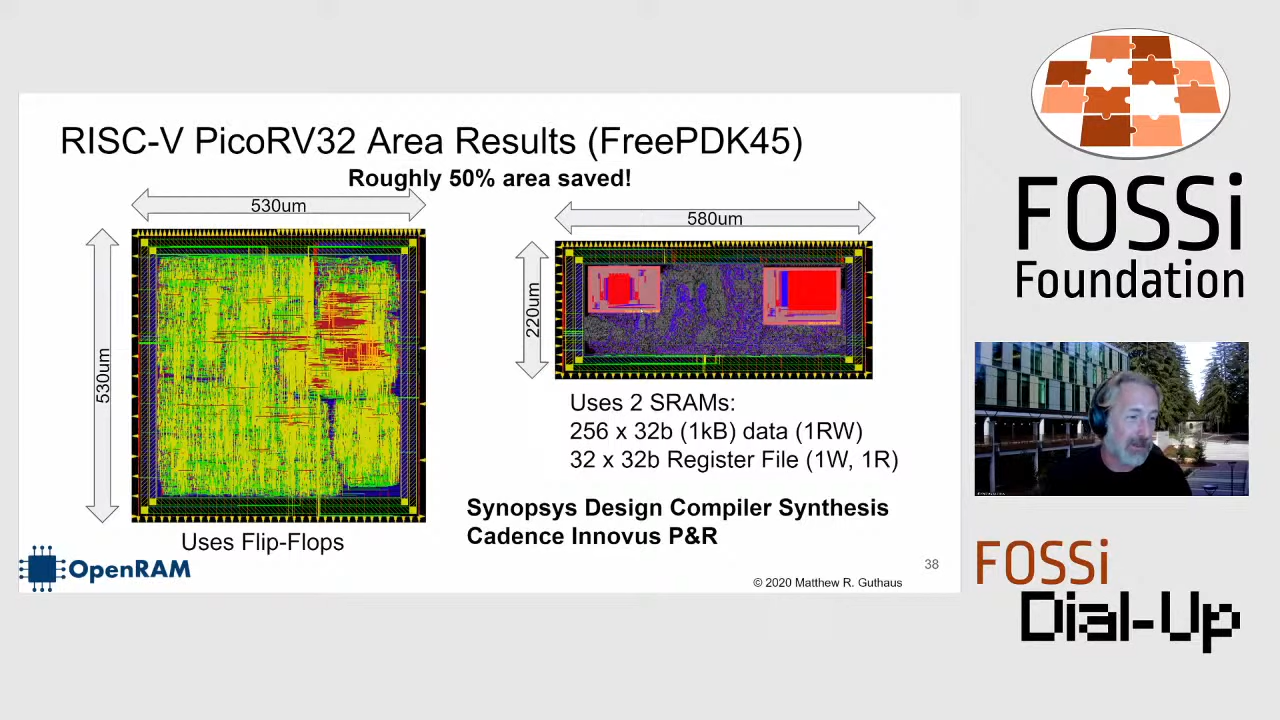 RISC-V PicoRV32 Area Results (FreePDK45)
Roughly 50% area saved!
530um
530um
Uses Flip-Flops
580um
220um
Uses 2 SRAMs:
256 x 32b (1kB) data (1RW)
32 x 32b Register File (1W, 1R)
Synopsys Design Compiler Synthesis
Cadence Innovus P&R
OpenRAM
38
© 2020 Matthew R. Guthaus
FOSSi
Foundation
FOSSi
Dial-Up